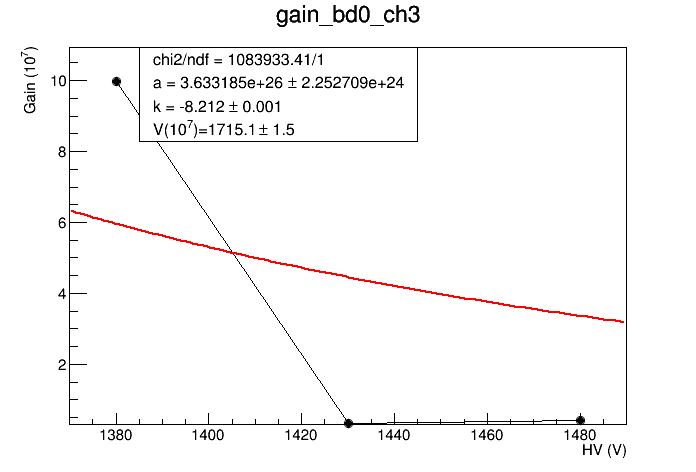 gain_bd0_ch3
chi2/ndf = 1083933.41/1
a = 3.633185e+26 ± 2.252709e+24
k = -8.212 ± 0.001
V(10⁷)=1715.1 ± 1.5
Gain (10⁷)
10
8
6
4
2
1380 1400 1420 1440 1460 1480
HV (V)